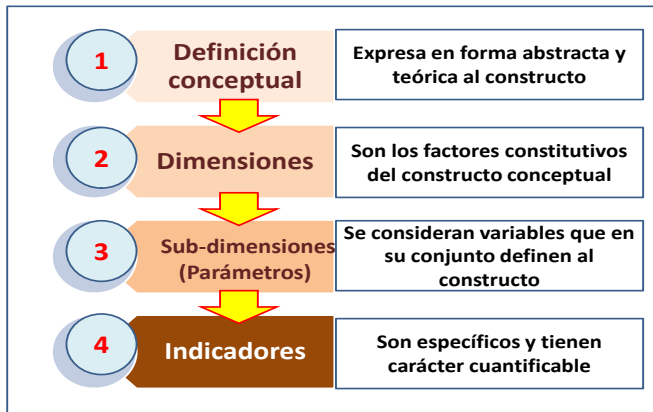 1
Definición
conceptual
Expresa en forma abstracta y
teórica al constructo
2
Dimensiones
Son los factores constitutivos
del constructo conceptual
3
Sub-dimensiones
(Parámetros)
Se consideran variables que en
su conjunto definen al
constructo
4
Indicadores
Son específicos y tienen
carácter cuantificable